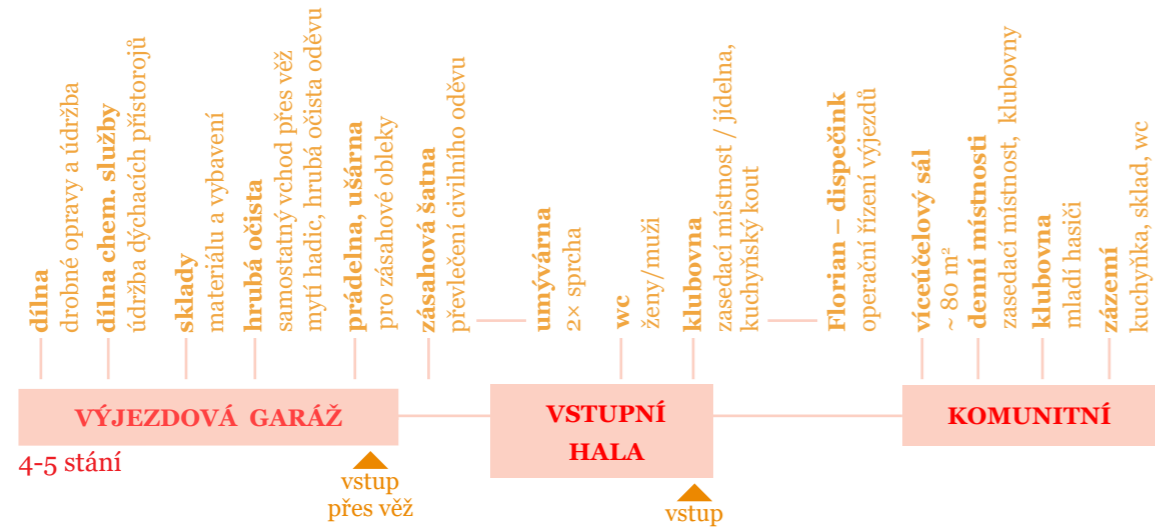 dílna
drobné opravy a údržba
dílna chem. služby
údržba dýchacích přístorojů
sklady
materiálu a vybavení
hrubá očista
samostatný vchod přes věž
mytí hadic, hrubá očista oděvu
prádelna, ušárna
pro zásahové obleky
zásahová šatna
převlečení civilního oděvu
umývárna
2× sprcha
wc
ženy/muži
klubovna
zasedací místnost / jídelna,
kuchyňský kout
Florian – dispečink
operační řízení výjezdů
víceúčelový sál
~ 80 m²
denní místnosti
zasedací místnost, klubovny
klubovna
mladí hasiči
zázemí
kuchyňka, sklad, wc
VÝJEZDOVÁ GARÁŽ
4-5 stání
vstup
přes věž
VSTUPNÍ
HALA
vstup
KOMUNITNÍ